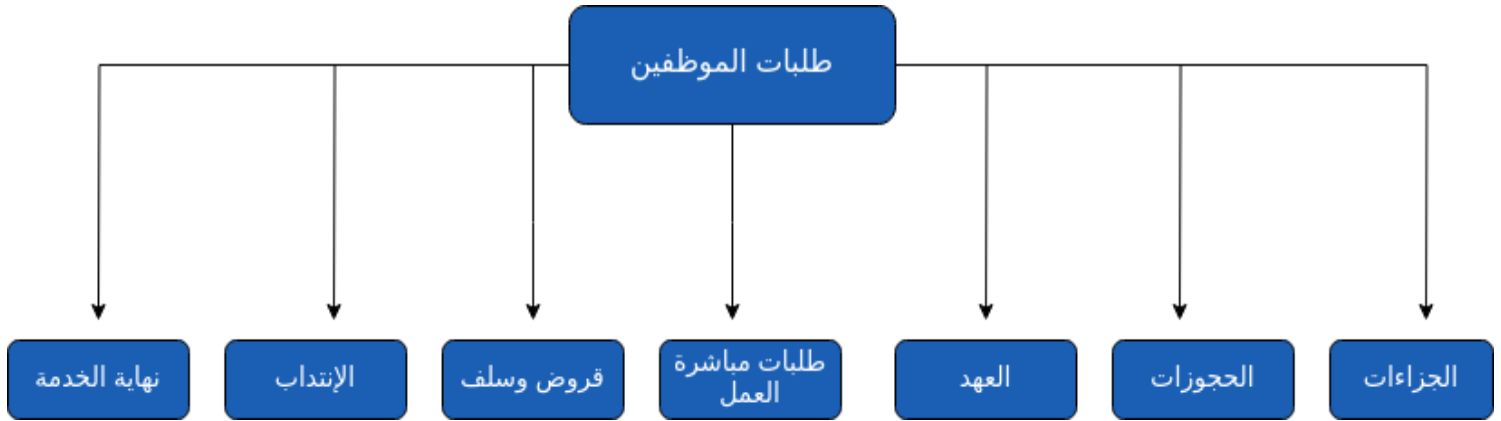 طلبات الموظفين
الجزاءات
الحجوزات
العهد
طلبات مباشرة
العمل
قروض وسلف
الإنتداب
نهاية الخدمة